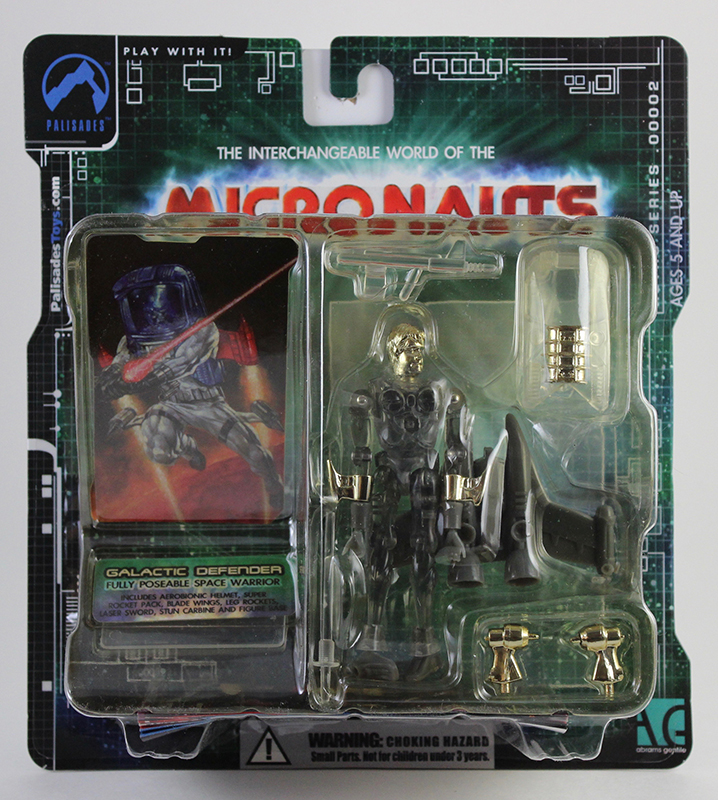 PLAY WITH IT!
PALISADES™
PalisadesToys.com
THE INTERCHANGEABLE WORLD OF THE
MICRONAUTS
SERIES .00002
AGES 5 AND UP
GALACTIC DEFENDER
FULLY POSEABLE SPACE WARRIOR
INCLUDES AEROBIONIC HELMET, SUPER
ROCKET PACK, BLADE WINGS, LEG ROCKETS,
LASER SWORD, STUN CARBINE AND FIGURE BASE
WARNING: CHOKING HAZARD
Small Parts. Not for children under 3 years.
AG
abrams gentile